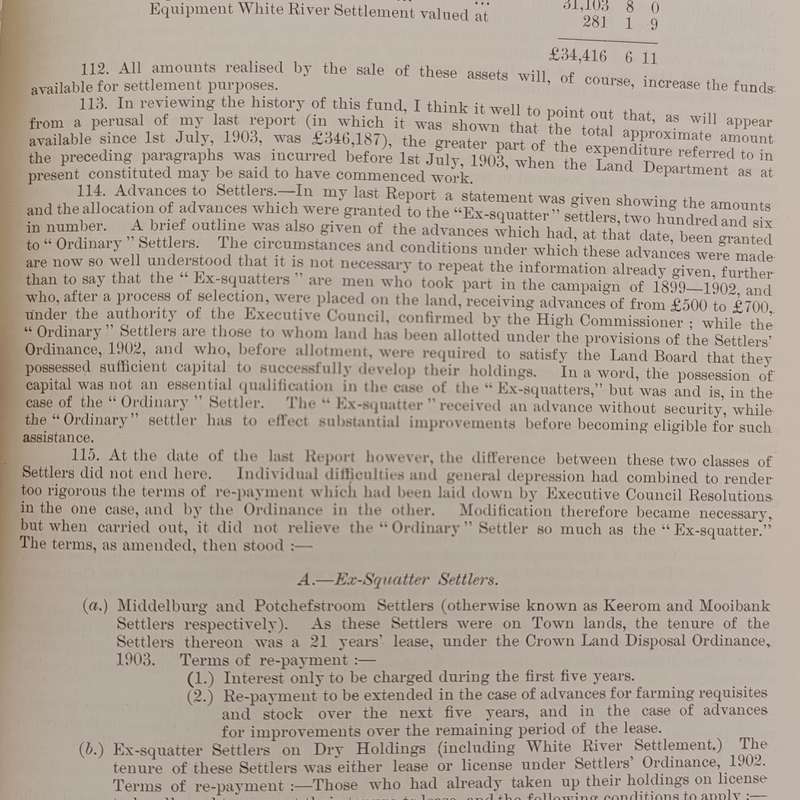 Equipment White River Settlement valued at ... 31,103 8 0
281 1 9
£34,416 6 11
112. All amounts realised by the sale of these assets will, of course, increase the funds
available for settlement purposes.
113. In reviewing the history of this fund, I think it well to point out that, as will appear
from a perusal of my last report (in which it was shown that the total approximate amount
available since 1st July, 1903, was £346,187), the greater part of the expenditure referred to in
the preceding paragraphs was incurred before 1st July, 1903, when the Land Department as at
present constituted may be said to have commenced work.
114. Advances to Settlers.—In my last Report a statement was given showing the amounts
and the allocation of advances which were granted to the "Ex-squatter" settlers, two hundred and six
in number. A brief outline was also given of the advances which had, at that date, been granted
to "Ordinary" Settlers. The circumstances and conditions under which these advances were made
are now so well understood that it is not necessary to repeat the information already given, further
than to say that the "Ex-squatters" are men who took part in the campaign of 1899—1902, and
who, after a process of selection, were placed on the land, receiving advances of from £500 to £700,
under the authority of the Executive Council, confirmed by the High Commissioner; while the
"Ordinary" Settlers are those to whom land has been allotted under the provisions of the Settlers'
Ordinance, 1902, and who, before allotment, were required to satisfy the Land Board that they
possessed sufficient capital to successfully develop their holdings. In a word, the possession of
capital was not an essential qualification in the case of the "Ex-squatters," but was and is, in the
case of the "Ordinary" Settler. The "Ex-squatter" received an advance without security, while
the "Ordinary" settler has to effect substantial improvements before becoming eligible for such
assistance.
115. At the date of the last Report however, the difference between these two classes of
Settlers did not end here. Individual difficulties and general depression had combined to render
too rigorous the terms of re-payment which had been laid down by Executive Council Resolutions
in the one case, and by the Ordinance in the other. Modification therefore became necessary,
but when carried out, it did not relieve the "Ordinary" Settler so much as the "Ex-squatter."
The terms, as amended, then stood :—
A.—Ex-Squatter Settlers.
(a.) Middelburg and Potchefstroom Settlers (otherwise known as Keerom and Mooibank
Settlers respectively). As these Settlers were on Town lands, the tenure of the
Settlers thereon was a 21 years' lease, under the Crown Land Disposal Ordinance,
1903. Terms of re-payment :—
(1.) Interest only to be charged during the first five years.
(2.) Re-payment to be extended in the case of advances for farming requisites
and stock over the next five years, and in the case of advances
for improvements over the remaining period of the lease.
(b.) Ex-squatter Settlers on Dry Holdings (including White River Settlement.) The
tenure of these Settlers was either lease or license under Settlers' Ordinance, 1902.
Terms of re-payment :—Those who had already taken up their holdings on license
to lease, and the following conditions to apply :—